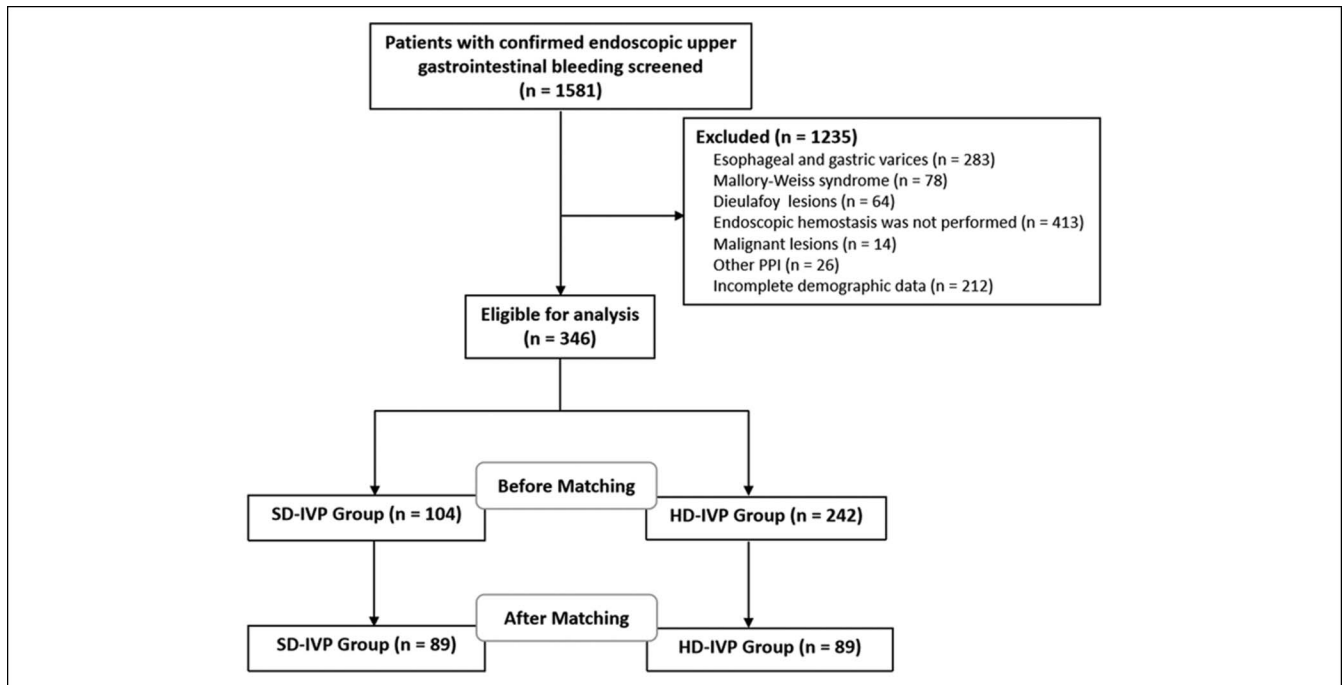 Patients with confirmed endoscopic upper
gastrointestinal bleeding screened
(n = 1581)
Excluded (n = 1235)
Esophageal and gastric varices (n = 283)
Mallory-Weiss syndrome (n = 78)
Dieulafoy lesions (n = 64)
Endoscopic hemostasis was not performed (n = 413)
Malignant lesions (n = 14)
Other PPI (n = 26)
Incomplete demographic data (n = 212)
Eligible for analysis
(n = 346)
Before Matching
SD-IVP Group (n = 104)
HD-IVP Group (n = 242)
After Matching
SD-IVP Group (n = 89)
HD-IVP Group (n = 89)